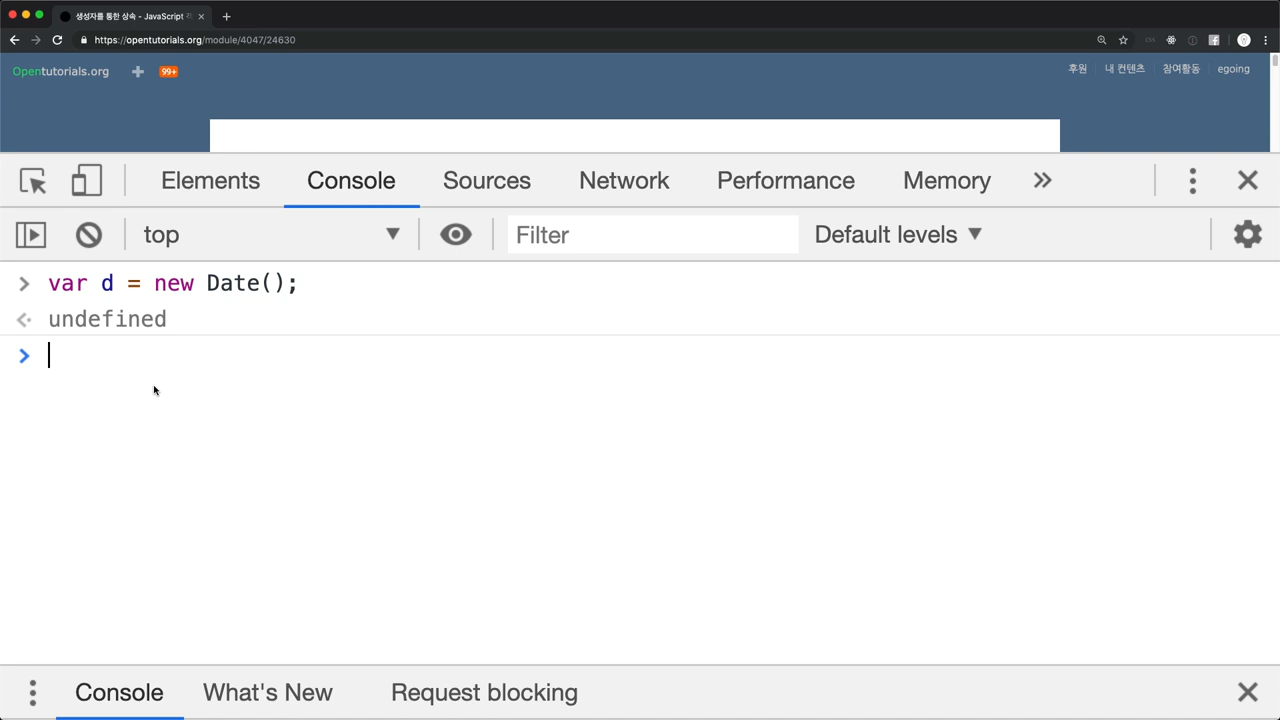 생성자를 통한 상속 - JavaScript
https://opentutorials.org/module/4047/24630
Opentutorials.org
99+
후원 내 컨텐츠 참여활동 egoing
Elements Console Sources Network Performance Memory »
top Filter Default levels
> var d = new Date();
undefined
>
Console What's New Request blocking